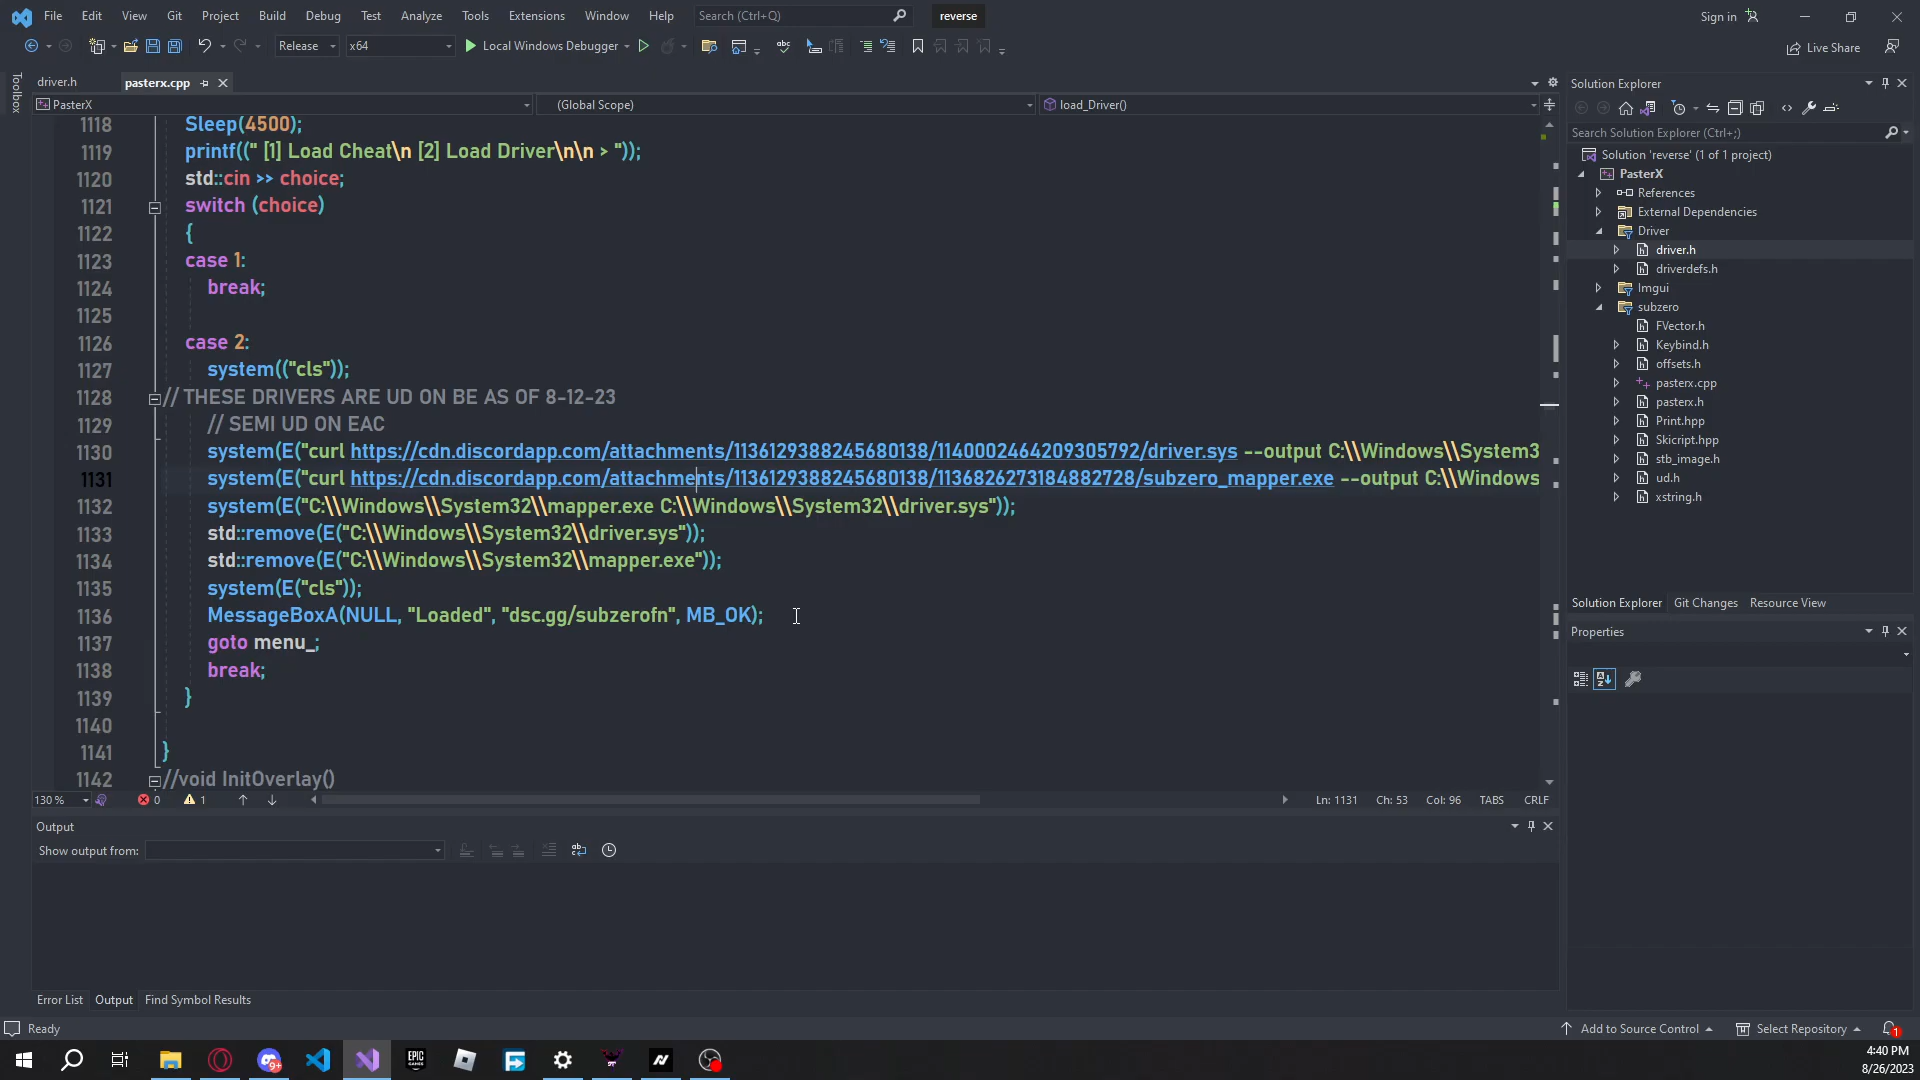 File Edit View Git Project Build Debug Test Analyze Tools Extensions Window Help Search (Ctrl+Q) reverse Sign in
Release x64 Local Windows Debugger Live Share
Toolbox
driver.h pasterx.cpp
PasterX (Global Scope) load_Driver()
1118 Sleep(4500);
1119 printf((" [1] Load Cheat\n [2] Load Driver\n\n > "));
1120 std::cin >> choice;
1121 switch (choice)
1122 {
1123 case 1:
1124 break;
1125
1126 case 2:
1127 system(("cls"));
1128 // THESE DRIVERS ARE UD ON BE AS OF 8-12-23
1129 // SEMI UD ON EAC
1130 system(E("curl https://cdn.discordapp.com/attachments/1136129388245680138/1140002464209305792/driver.sys --output C:\\Windows\\System3
1131 system(E("curl https://cdn.discordapp.com/attachments/1136129388245680138/1136826273184882728/subzero_mapper.exe --output C:\\Windows
1132 system(E("C:\\Windows\\System32\\mapper.exe C:\\Windows\\System32\\driver.sys"));
1133 std::remove(E("C:\\Windows\\System32\\driver.sys"));
1134 std::remove(E("C:\\Windows\\System32\\mapper.exe"));
1135 system(E("cls"));
1136 MessageBoxA(NULL, "Loaded", "dsc.gg/subzerofn", MB_OK);
1137 goto menu_;
1138 break;
1139 }
1140
1141 }
1142 //void InitOverlay()
130 % 0 1 Ln: 1131 Ch: 53 Col: 96 TABS CRLF
Output
Show output from:
Error List Output Find Symbol Results
Solution Explorer
Search Solution Explorer (Ctrl+;)
Solution 'reverse' (1 of 1 project)
PasterX
References
External Dependencies
Driver
driver.h
driverdefs.h
Imgui
subzero
FVector.h
Keybind.h
offsets.h
pasterx.cpp
pasterx.h
Print.hpp
Skicript.hpp
stb_image.h
ud.h
xstring.h
Solution Explorer Git Changes Resource View
Properties
Ready Add to Source Control Select Repository 1
EPIC GAMES 9+ 4:40 PM
8/26/2023